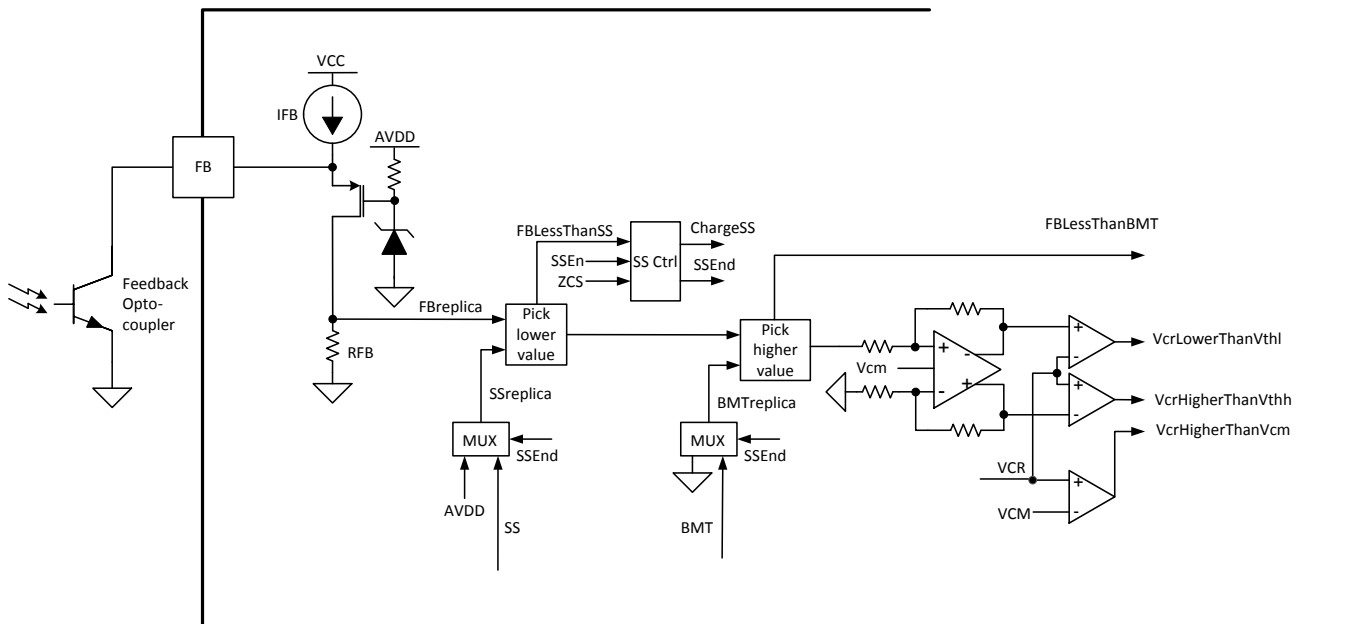 VCC
IFB
AVDD
FB
FBLessThanSS
ChargeSS
FBLessThanBMT
SSEn
SS Ctrl
SSEnd
ZCS
Feedback
Opto-
coupler
FBreplica
Pick
lower
value
Pick
higher
value
RFB
+
-
Vcm
+
-
+
-
VcrLowerThanVthl
SSreplica
BMTreplica
+
-
VcrHigherThanVthh
VcrHigherThanVcm
MUX
SSEnd
MUX
SSEnd
VCR
+
AVDD
SS
BMT
VCM
-